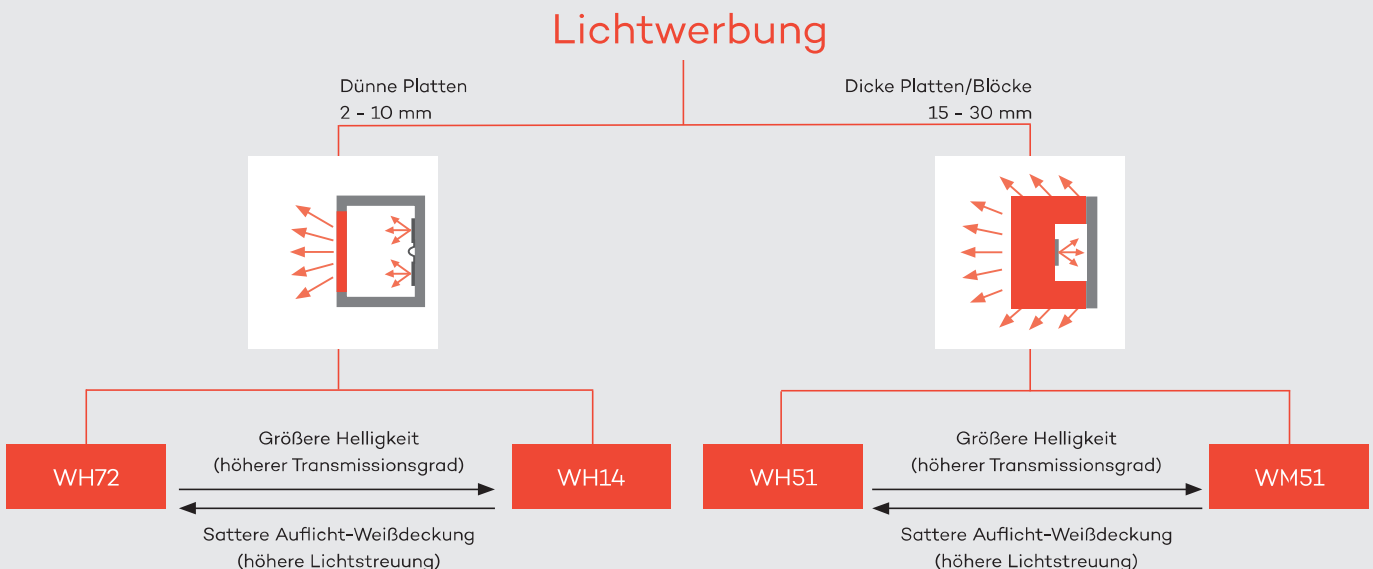 Lichtwerbung
Dünne Platten
2 - 10 mm
Dicke Platten/Blöcke
15 - 30 mm
WH72
Größere Helligkeit
(höherer Transmissionsgrad)
Sattere Auflicht-Weißdeckung
(höhere Lichtstreuung)
WH14
WH51
Größere Helligkeit
(höherer Transmissionsgrad)
Sattere Auflicht-Weißdeckung
(höhere Lichtstreuung)
WM51